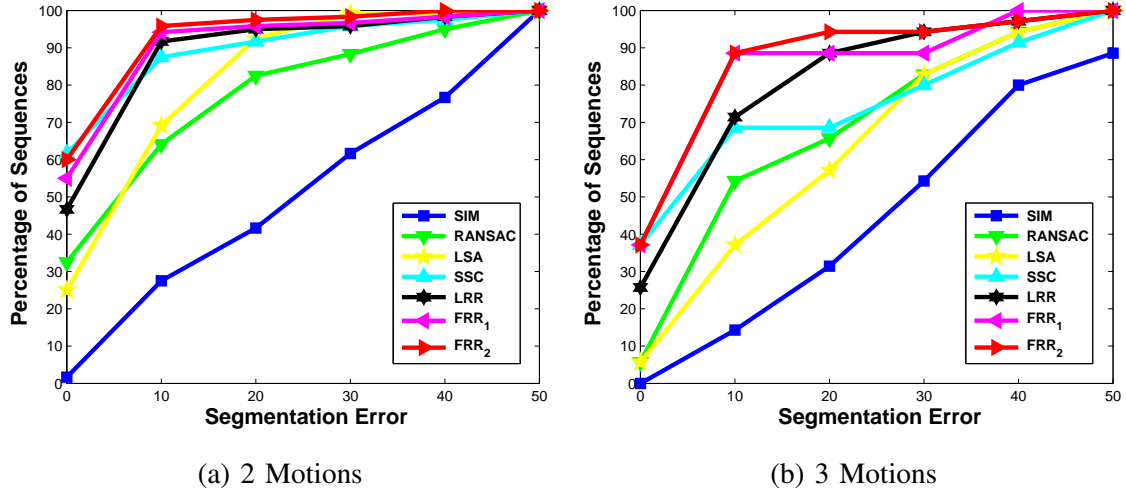 Percentage of Sequences
100
90
80
70
60
50
40
30
20
10
0
0 10 20 30 40 50
Segmentation Error
SIM
RANSAC
LSA
SSC
LRR
FRR1
FRR2
(a) 2 Motions
Percentage of Sequences
100
90
80
70
60
50
40
30
20
10
0
0 10 20 30 40 50
Segmentation Error
SIM
RANSAC
LSA
SSC
LRR
FRR1
FRR2
(b) 3 Motions